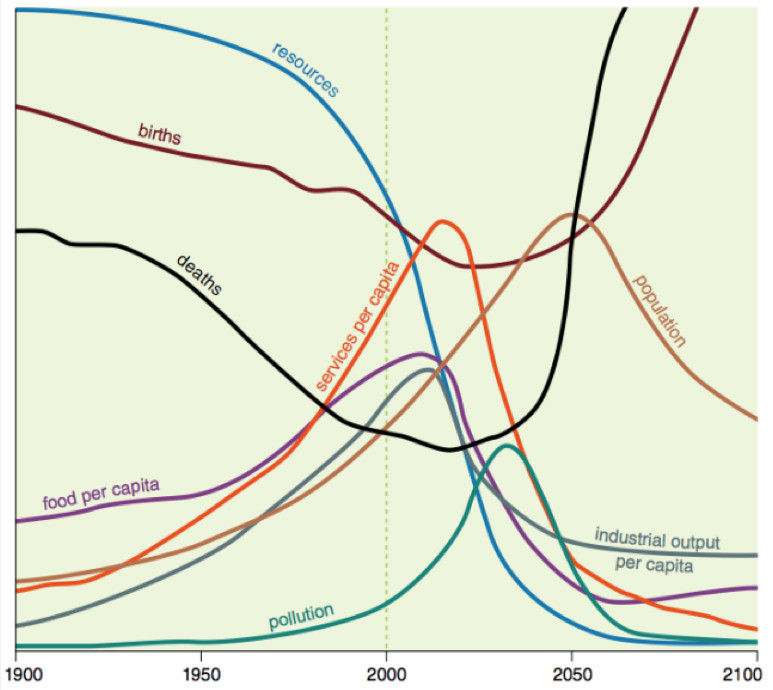 resources
births
deaths
services per capita
population
food per capita
industrial output
per capita
pollution
1900
1950
2000
2050
2100